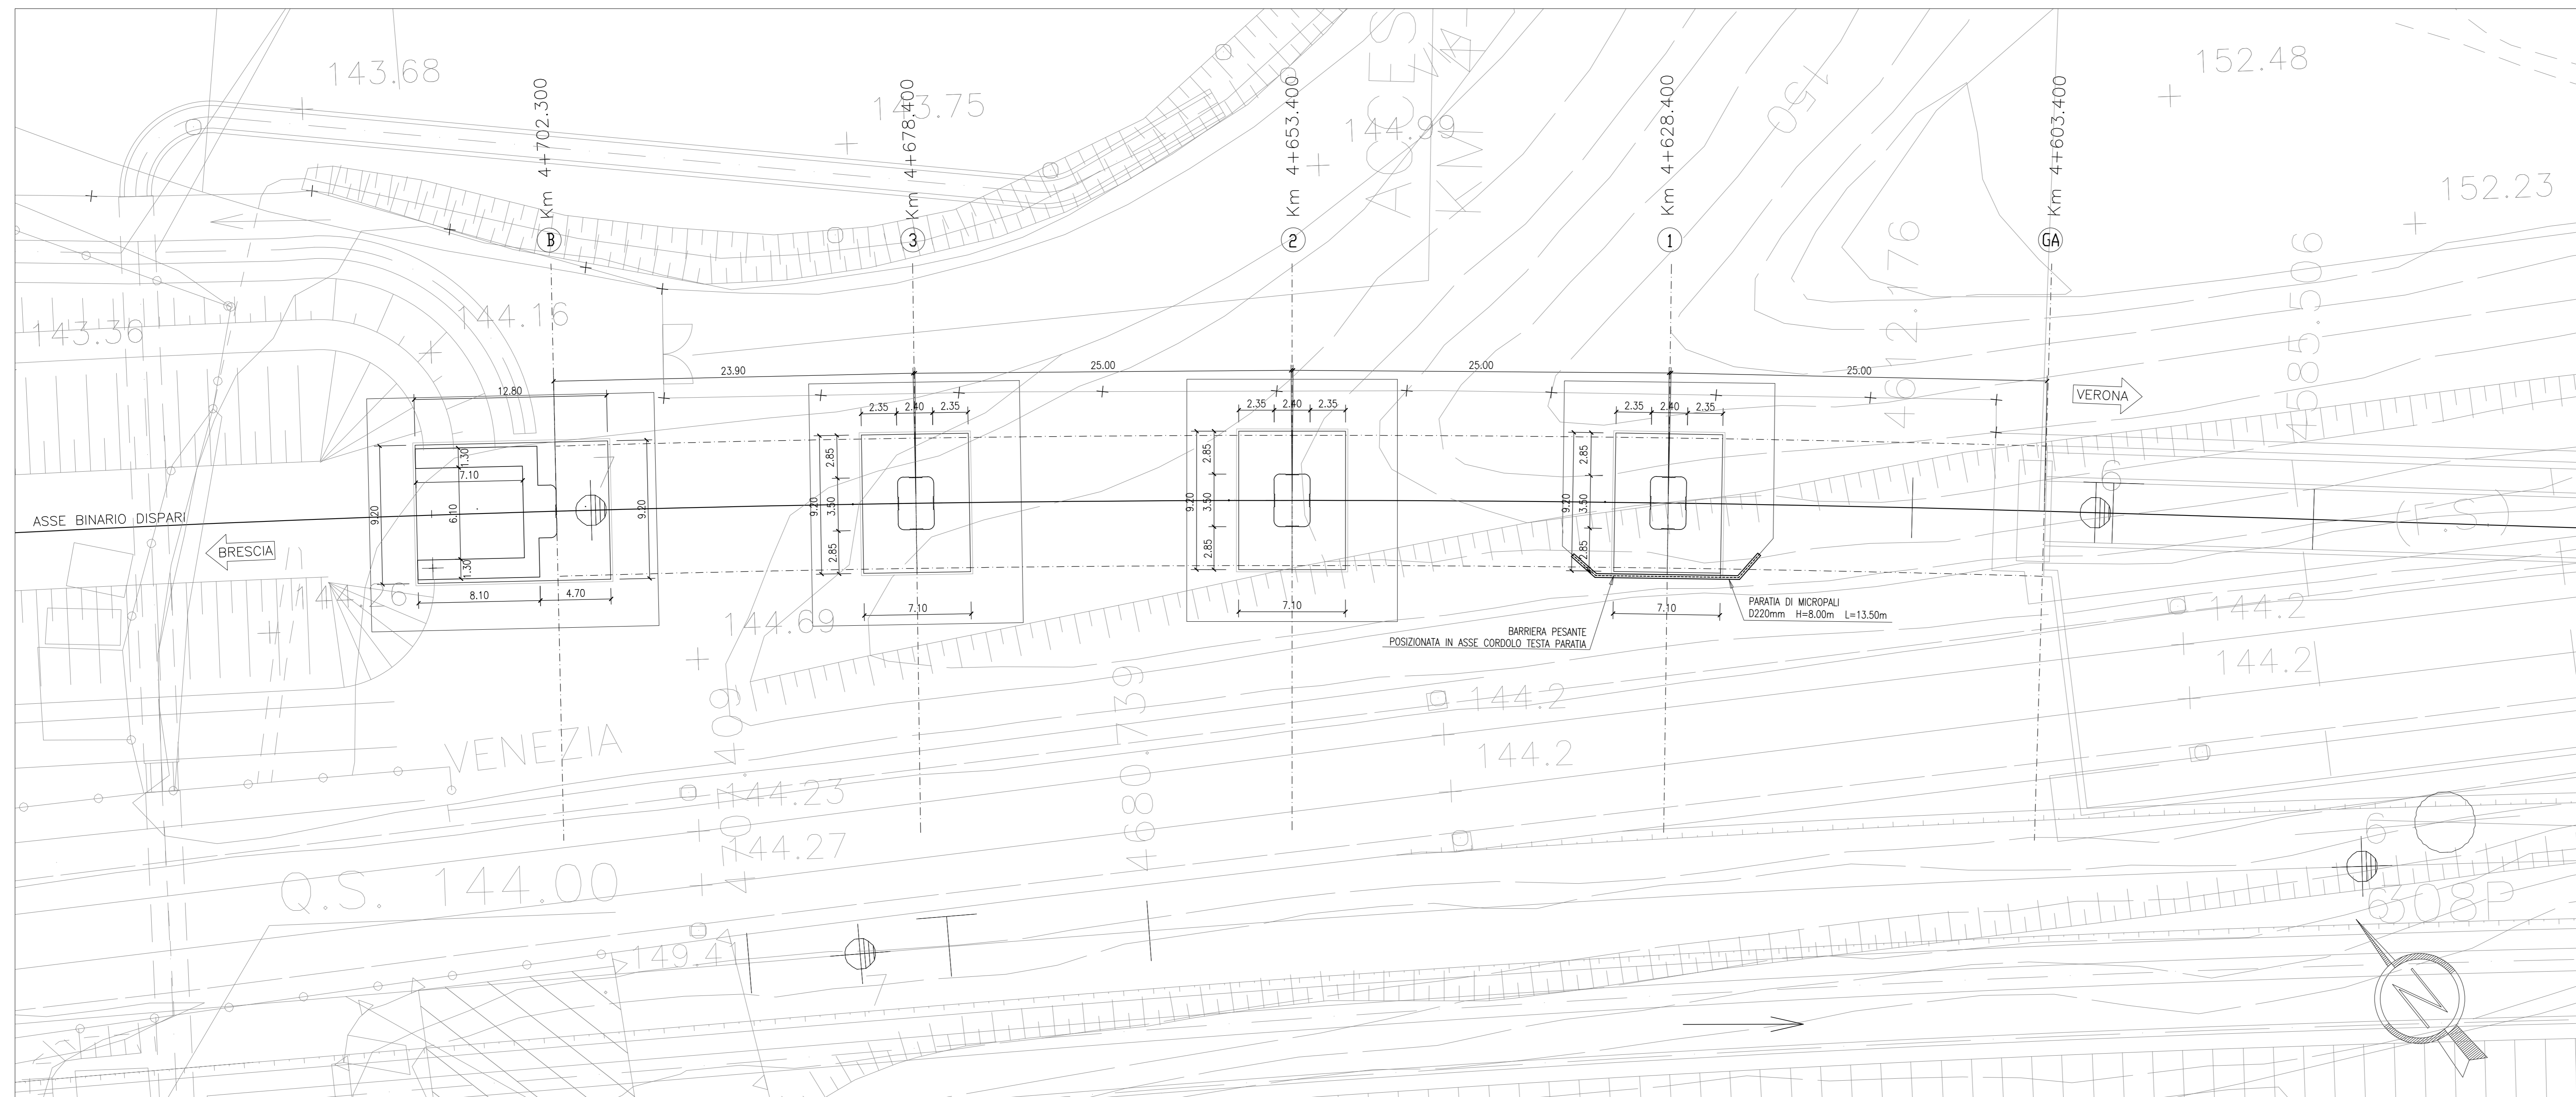 143.68
143.75
144.99
152.48
152.23
Km 4+702.300
Km 4+678.400
Km 4+653.400
Km 4+628.400
Km 4+603.400
B
3
2
1
GA
143.36
144.16
VERONA
23.90
25.00
25.00
25.00
12.80
2.35
2.40
2.35
2.35
2.40
2.35
2.35
2.40
2.35
1.30
7.10
9.20
6.10
9.20
1.30
8.10
4.70
2.85
9.20
3.50
2.85
7.10
2.85
9.20
3.50
2.85
7.10
2.85
9.20
3.50
2.85
7.10
ASSE BINARIO DISPARI
BRESCIA
(F.S.)
PARATIA DI MICROPALI
D220mm H=8.00m L=13.50m
BARRIERA PESANTE
POSIZIONATA IN ASSE CORDOLO TESTA PARATIA
144.26
144.69
144.2
144.2
144.2
144.2
VENEZIA
144.23
144.27
Q.S. 144.00
149.41
608P
N